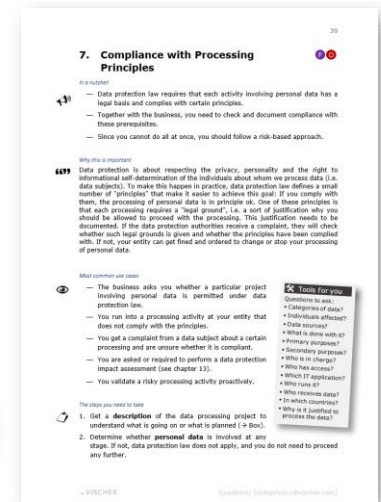 39
7. Compliance with Processing
Principles
In a nutshell
— Data protection law requires that each activity involving personal data has a
legal basis and complies with certain principles.
— Together with the business, you need to check and document compliance with
these prerequisites.
— Since you cannot do all at once, you should follow a risk-based approach.
Why this is important
Data protection is about respecting the privacy, personality and the right to
informational self-determination of the individuals about whom we process data (i.e.
data subjects). To make this happen in practice, data protection law defines a small
number of "principles" that make it easier to achieve this goal: If you comply with
them, the processing of personal data is in principle ok. One of these principles is
that each processing requires a "legal ground", i.e. a sort of justification why you
should be allowed to proceed with the processing. This justification needs to be
documented. If the data protection authorities receive a complaint, they will check
whether such legal grounds is given and whether the principles have been complied
with. If not, your entity can get fined and ordered to change or stop your processing
of personal data.
Most common use cases
— The business asks you whether a particular project
involving personal data is permitted under data
protection law.
— You run into a processing activity at your entity that
does not comply with the principles.
— You get a complaint from a data subject about a certain
processing and are unsure whether it is compliant.
— You are asked or required to perform a data protection
impact assessment (see chapter 13).
— You validate a risky processing activity proactively.
Tools for you
Questions to ask:
• Categories of data?
• Individuals affected?
• Data sources?
• What is done with it?
• Primary purposes?
• Secondary purposes?
• Who is in charge?
• Who has access?
• Which IT application?
• Who runs it?
• Who receives data?
• In which countries?
• Why is it justified to
process the data?
The steps you need to take
1. Get a description of the data processing project to
understand what is going on or what is planned (→ Box).
2. Determine whether personal data is involved at any
stage. If not, data protection law does not apply, and you do not need to proceed
any further.
VISCHER
Questions: [dataprivacy@vischer.com]